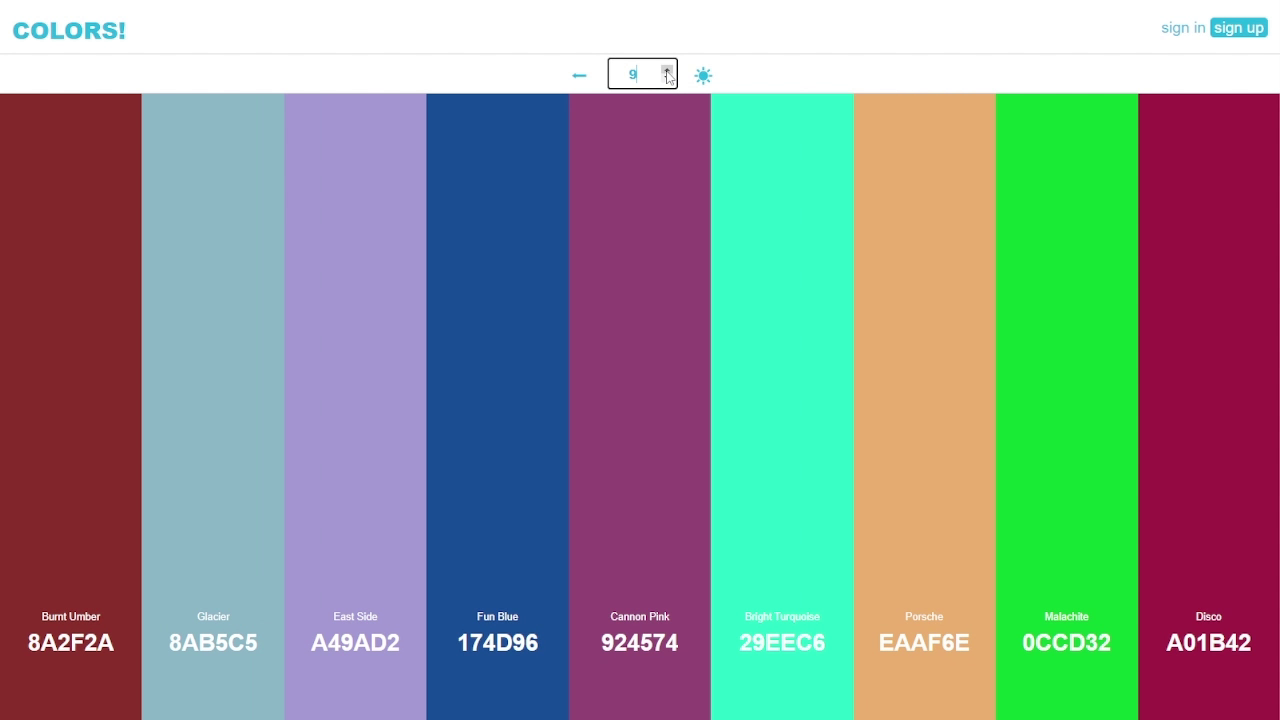 COLORS!
sign in sign up
9
Burnt Umber
8A2F2A
Glacier
8AB5C5
East Side
A49AD2
Fun Blue
174D96
Cannon Pink
924574
Bright Turquoise
29EEC6
Porsche
EAAF6E
Malachite
0CCD32
Disco
A01B42